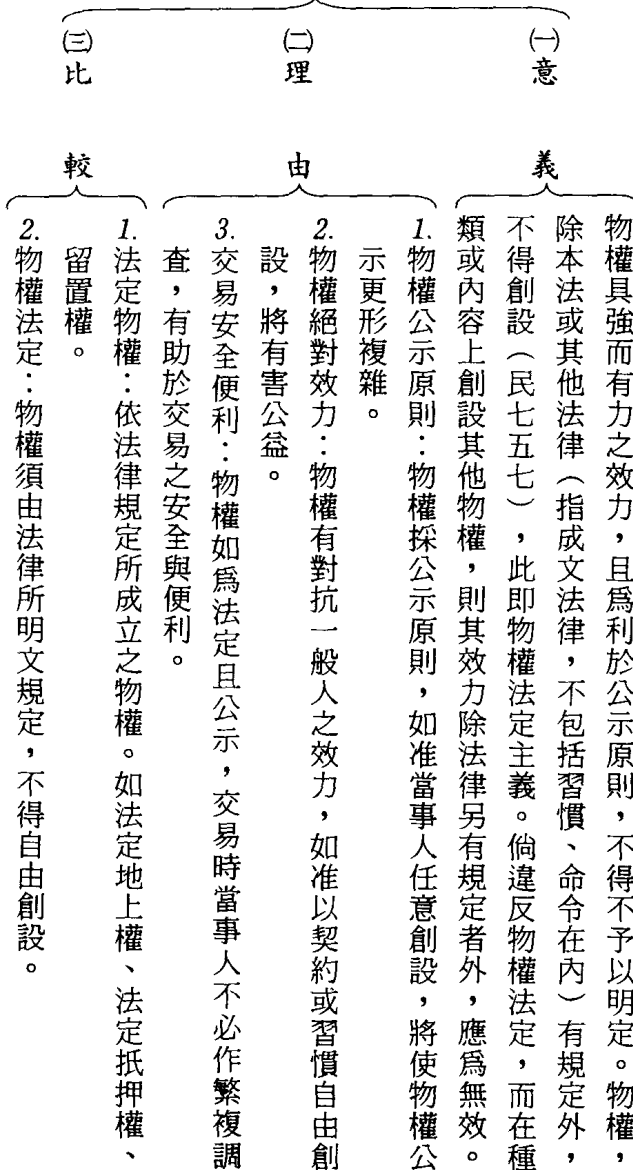 ㈠意義
物權具強而有力之效力，且爲利於公示原則，不得不予以明定。物權，
除本法或其他法律（指成文法律，不包括習慣、命令在內）有規定外，
不得創設（民七五七），此即物權法定主義。倘違反物權法定，而在種
類或內容上創設其他物權，則其效力除法律另有規定者外，應爲無效。
㈡理由
1.物權公示原則：物權採公示原則，如准當事人任意創設，將使物權公
示更形複雜。
2.物權絕對效力：物權有對抗一般人之效力，如准以契約或習慣自由創
設，將有害公益。
3.交易安全便利：物權如爲法定且公示，交易時當事人不必作繁複調
查，有助於交易之安全與便利。
㈢比較
1.法定物權：依法律規定所成立之物權。如法定地上權、法定抵押權、
留置權。
2.物權法定：物權須由法律所明文規定，不得自由創設。